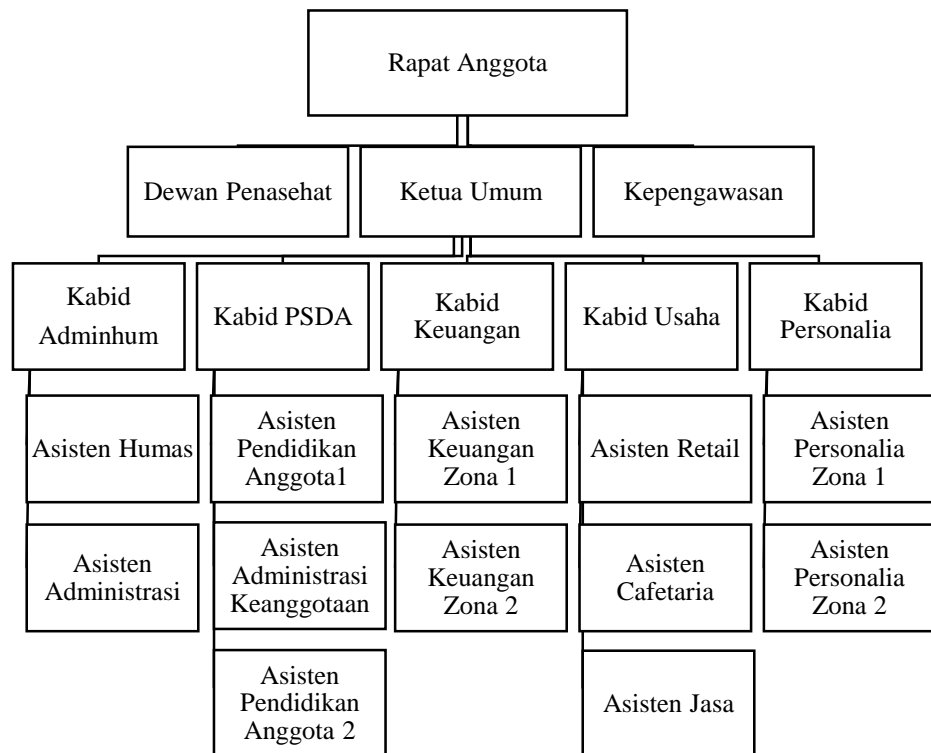 Rapat Anggota
Dewan Penasehat
Ketua Umum
Kepengawasan
Kabid
Adminhum
Kabid PSDA
Kabid
Keuangan
Kabid Usaha
Kabid
Personalia
Asisten Humas
Asisten
Pendidikan
Anggota1
Asisten
Keuangan
Zona 1
Asisten Retail
Asisten
Personalia
Zona 1
Asisten
Administrasi
Asisten
Administrasi
Keanggotaan
Asisten
Keuangan
Zona 2
Asisten
Cafetaria
Asisten
Personalia
Zona 2
Asisten
Pendidikan
Anggota 2
Asisten Jasa